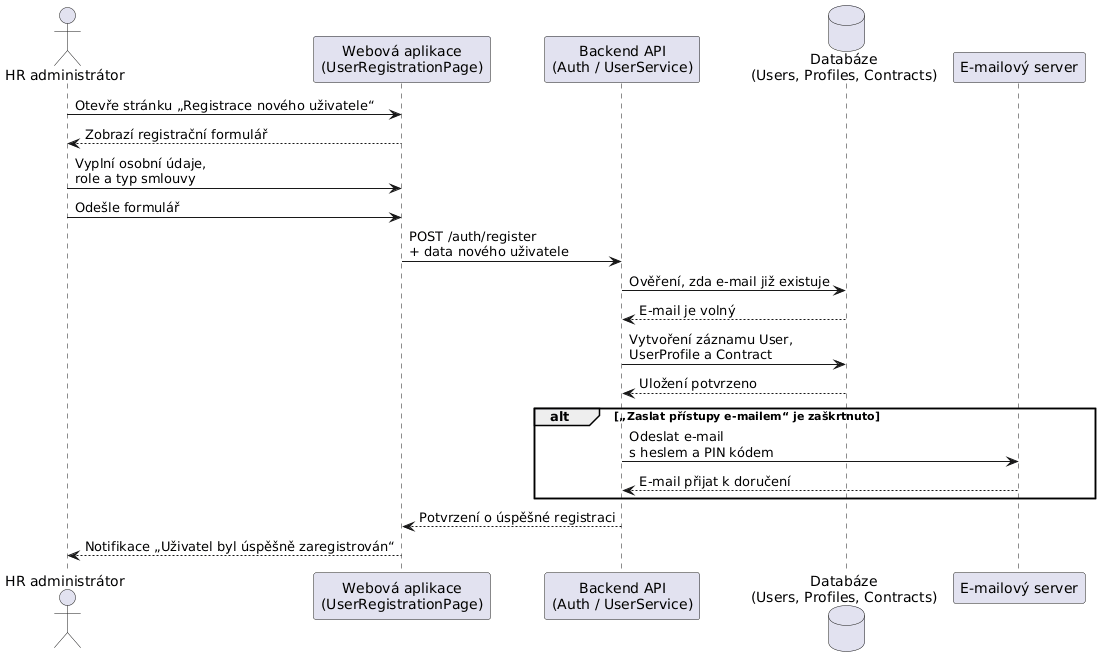 HR administrátor
Webová aplikace
(UserRegistrationPage)
Backend API
(Auth / UserService)
Databáze
(Users, Profiles, Contracts)
E-mailový server
Otevře stránku „Registrace nového uživatele“
Zobrazí registrační formulář
Vyplní osobní údaje,
role a typ smlouvy
Odešle formulář
POST /auth/register
+ data nového uživatele
Ověření, zda e-mail již existuje
E-mail je volný
Vytvoření záznamu User,
UserProfile a Contract
Uložení potvrzeno
alt
[„Zaslat přístupy e-mailem“ je zaškrtnuto]
Odeslat e-mail
s heslem a PIN kódem
E-mail přijat k doručení
Potvrzení o úspěšné registraci
Notifikace „Uživatel byl úspěšně zaregistrován“
HR administrátor
Webová aplikace
(UserRegistrationPage)
Backend API
(Auth / UserService)
Databáze
(Users, Profiles, Contracts)
E-mailový server